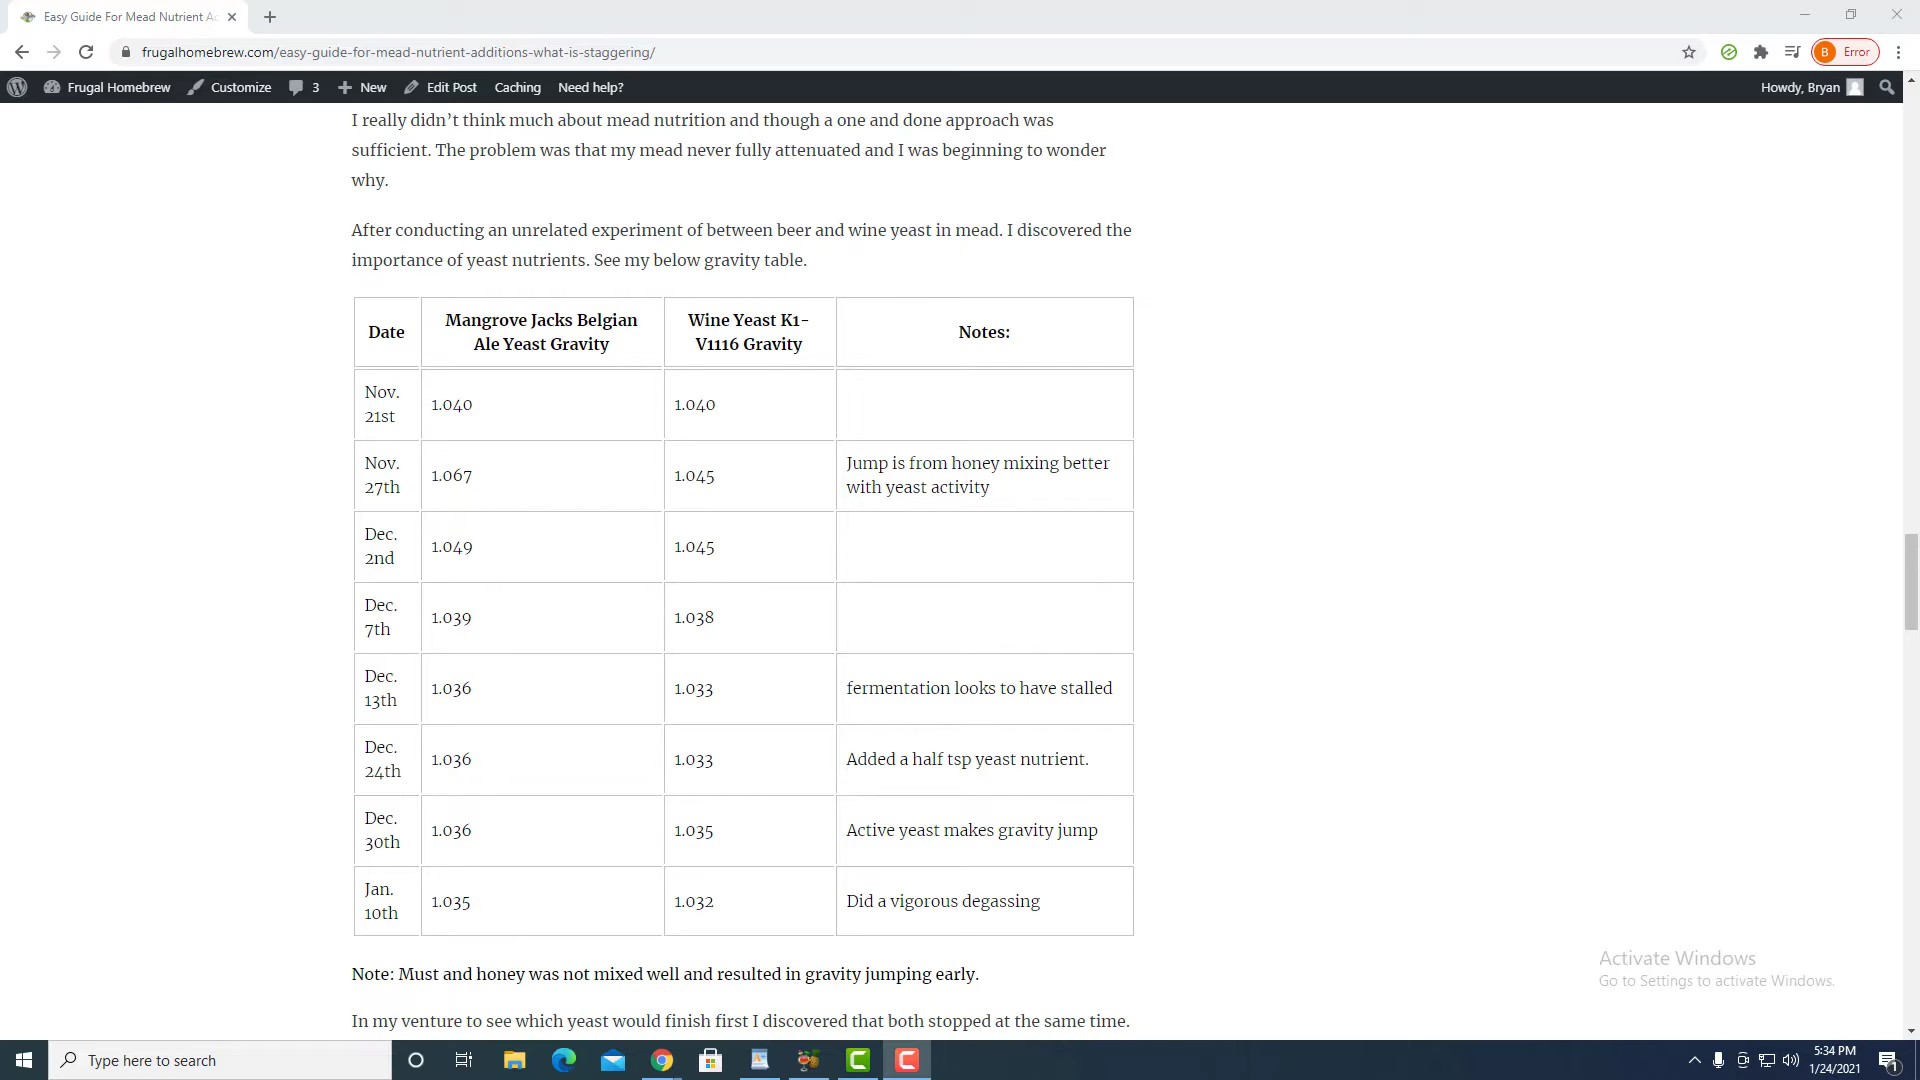 Easy Guide For Mead Nutrient Ac
frugalhomebrew.com/easy-guide-for-mead-nutrient-additions-what-is-staggering/
B Error
Frugal Homebrew Customize 3 New Edit Post Caching Need help? Howdy, Bryan
I really didn't think much about mead nutrition and though a one and done approach was
sufficient. The problem was that my mead never fully attenuated and I was beginning to wonder
why.
After conducting an unrelated experiment of between beer and wine yeast in mead. I discovered the
importance of yeast nutrients. See my below gravity table.
Date
Mangrove Jacks Belgian
Ale Yeast Gravity
Wine Yeast K1-
V1116 Gravity
Notes:
Nov.
21st
1.040
1.040
Nov.
27th
1.067
1.045
Jump is from honey mixing better
with yeast activity
Dec.
2nd
1.049
1.045
Dec.
7th
1.039
1.038
Dec.
13th
1.036
1.033
fermentation looks to have stalled
Dec.
24th
1.036
1.033
Added a half tsp yeast nutrient.
Dec.
30th
1.036
1.035
Active yeast makes gravity jump
Jan.
10th
1.035
1.032
Did a vigorous degassing
Note: Must and honey was not mixed well and resulted in gravity jumping early.
In my venture to see which yeast would finish first I discovered that both stopped at the same time.
Activate Windows
Go to Settings to activate Windows.
Type here to search
5:34 PM
1/24/2021
1